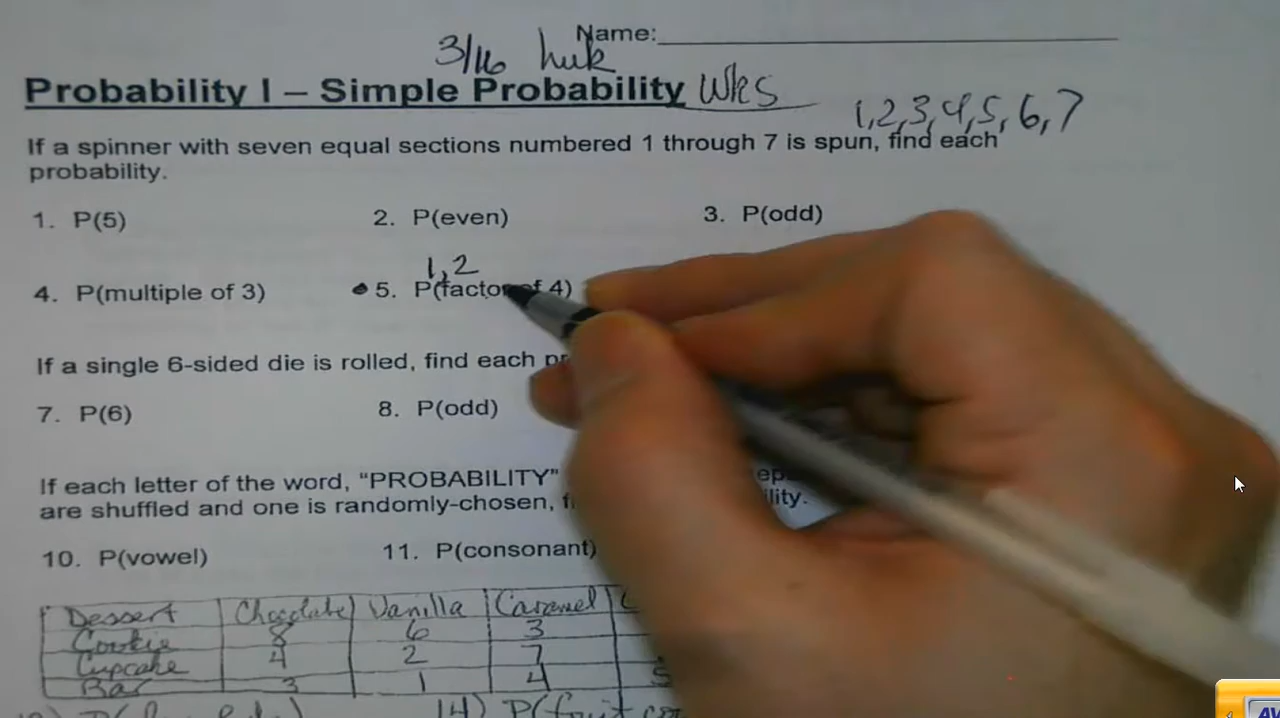 Name:
3/16 hwk
Probability I – Simple Probability Wks
1,2,3,4,5,6,7
If a spinner with seven equal sections numbered 1 through 7 is spun, find each
probability.
1. P(5) 2. P(even) 3. P(odd)
1,2
4. P(multiple of 3) 5. P(factor of 4)
If a single 6-sided die is rolled, find each
7. P(6) 8. P(odd)
If each letter of the word, “PROBABILITY”
are shuffled and one is randomly-chosen,
10. P(vowel) 11. P(consonant)
Dessert Chocolate Vanilla Caramel
Cookie 8 6 3
Cupcake 4 2 7
Bar 3 1 4 5
14) P(fruit